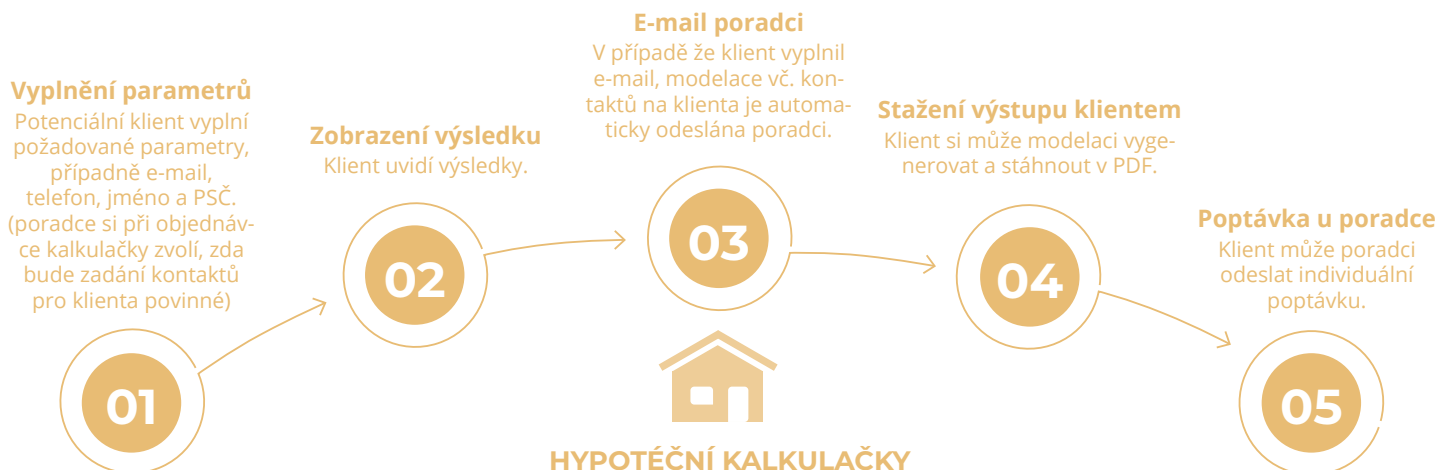 Vyplnění parametrů
Potenciální klient vyplní
požadované parametry,
případně e-mail,
telefon, jméno a PSČ.
(poradce si při objednáv-
ce kalkulačky zvolí, zda
bude zadání kontaktů
pro klienta povinné)
01
Zobrazení výsledku
Klient uvidí výsledky.
02
E-mail poradci
V případě že klient vyplnil
e-mail, modelace vč. kon-
taktů na klienta je automa-
ticky odeslána poradci.
03
Stažení výstupu klientem
Klient si může modelaci vyge-
nerovat a stáhnout v PDF.
04
Poptávka u poradce
Klient může poradci
odeslat individuální
poptávku.
05
HYPOTÉČNÍ KALKULAČKY